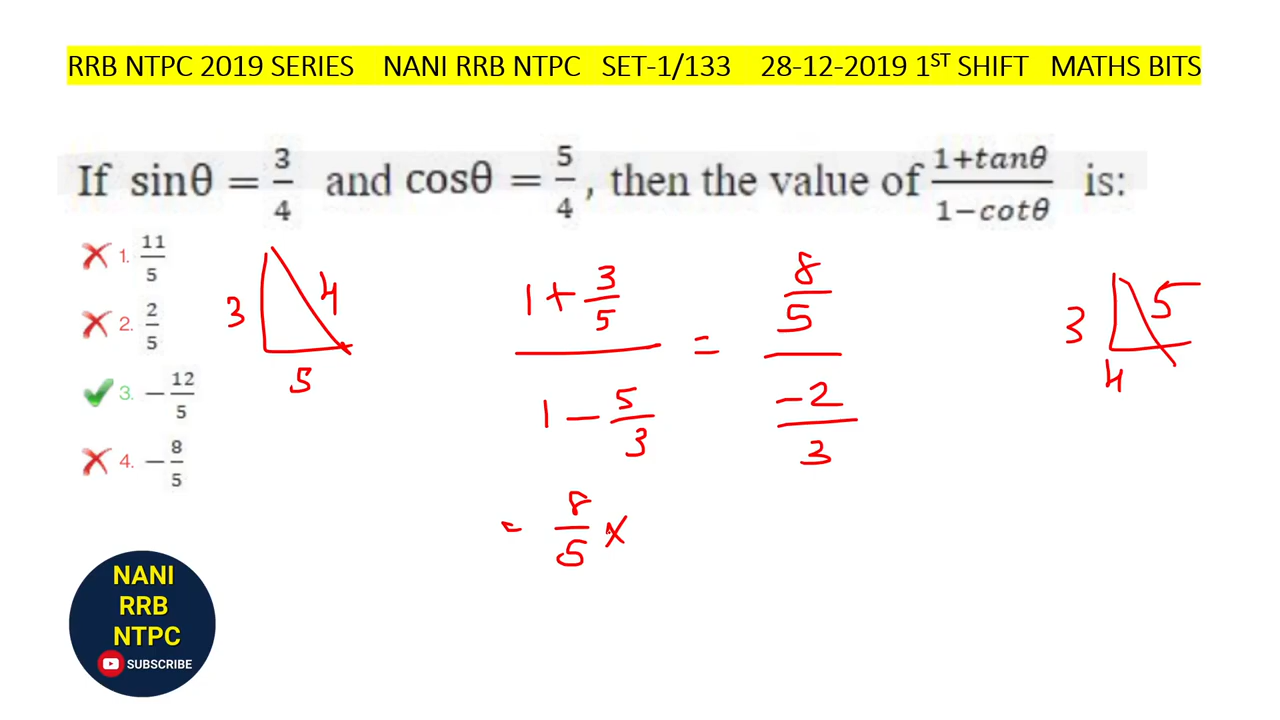 RRB NTPC 2019 SERIES NANI RRB NTPC SET-1/133 28-12-2019 1ST SHIFT MATHS BITS
If sinθ = 3/4 and cosθ = 5/4, then the value of (1+tanθ)/(1−cotθ) is:
1. 11/5
2. 2/5
3. −12/5
4. −8/5
3 4 5
(1 + 3/5)/(1 − 5/3) = (8/5)/(−2/3)
= 8/5 ×
3 5 4
NANI
RRB
NTPC
SUBSCRIBE